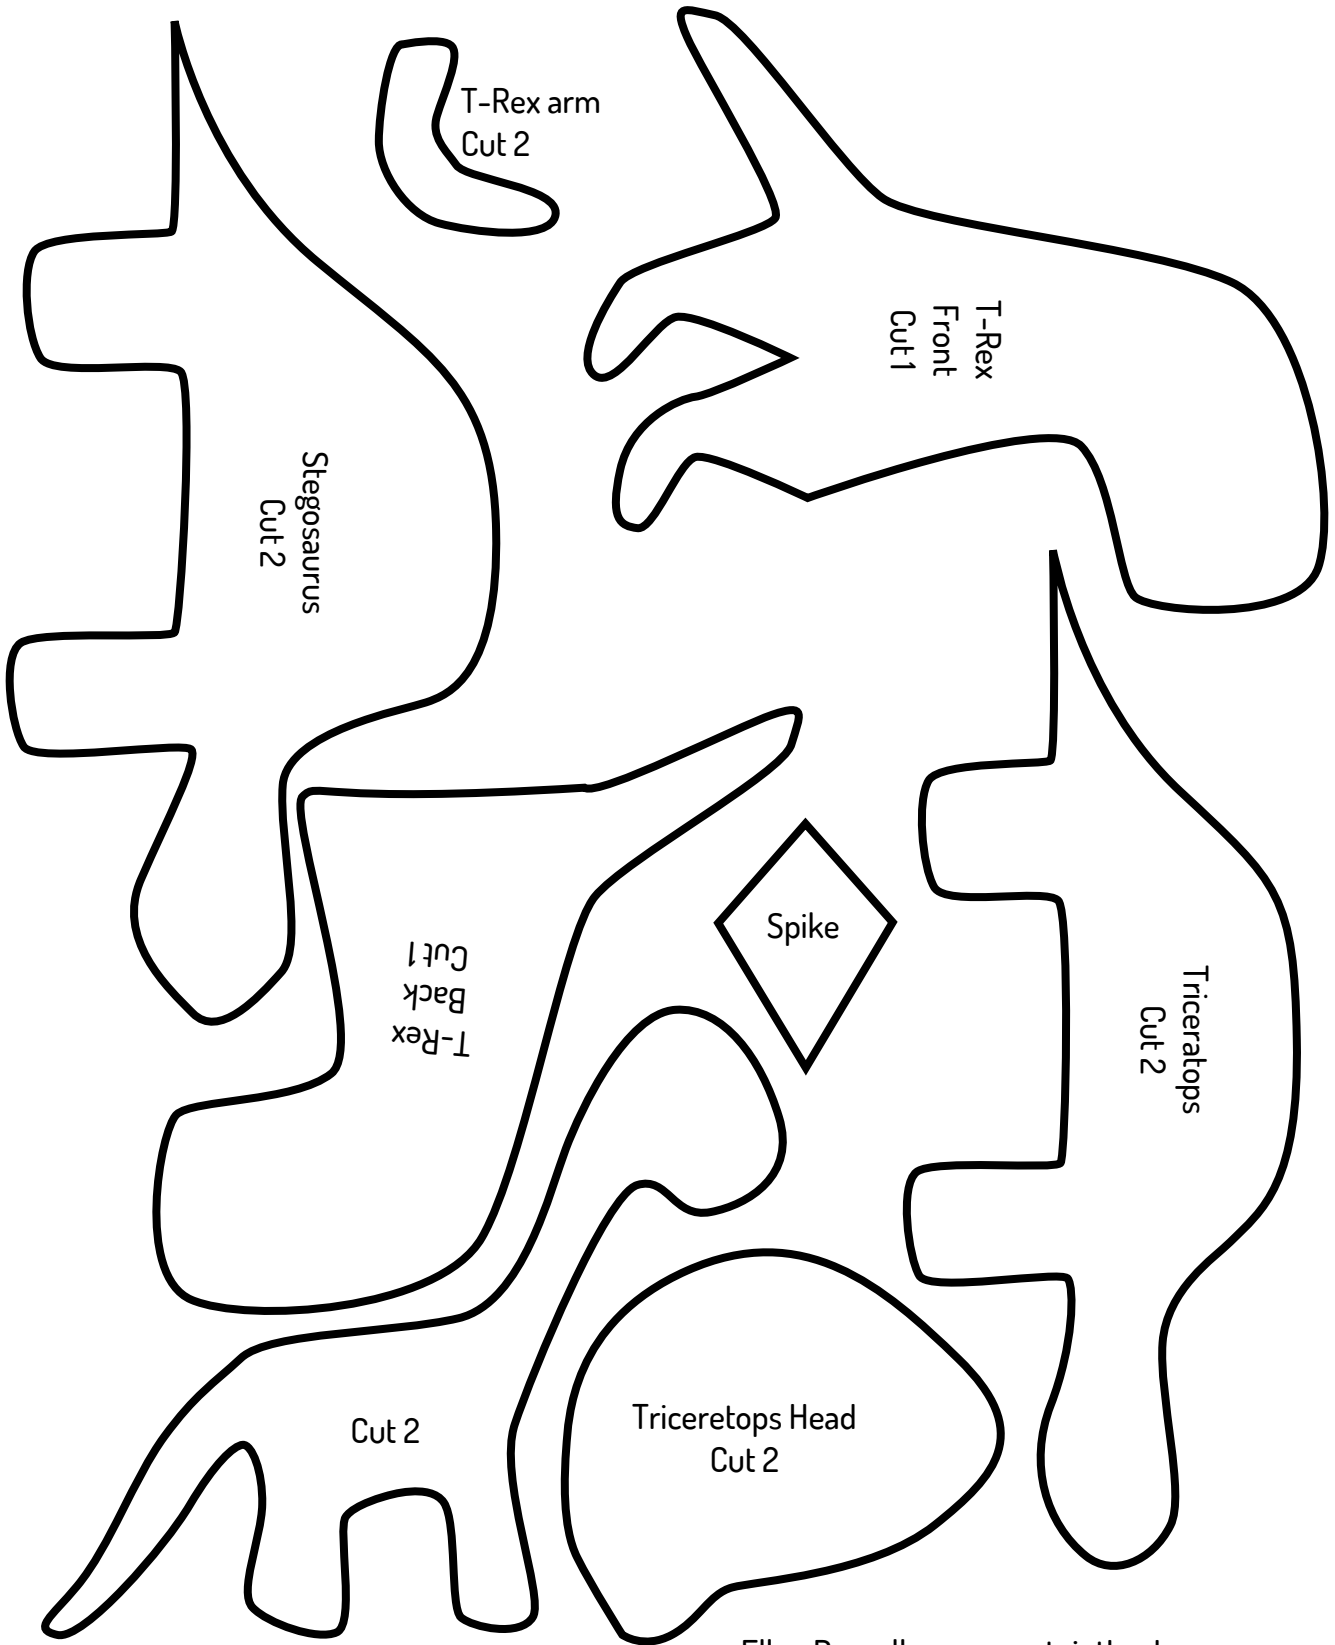 T-Rex arm
Cut 2
T-Rex
Front
Cut 1
Stegosaurus
Cut 2
T-Rex
Back
Cut 1
Spike
Triceratops
Cut 2
Cut 2
Triceretops Head
Cut 2